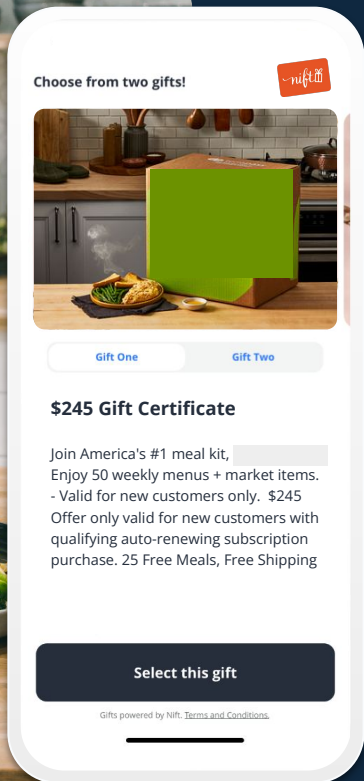 Choose from two gifts!
nift
Gift One
Gift Two
$245 Gift Certificate
Join America's #1 meal kit,
Enjoy 50 weekly menus + market items.
- Valid for new customers only. $245
Offer only valid for new customers with
qualifying auto-renewing subscription
purchase. 25 Free Meals, Free Shipping
Select this gift
Gifts powered by Nift. Terms and Conditions.